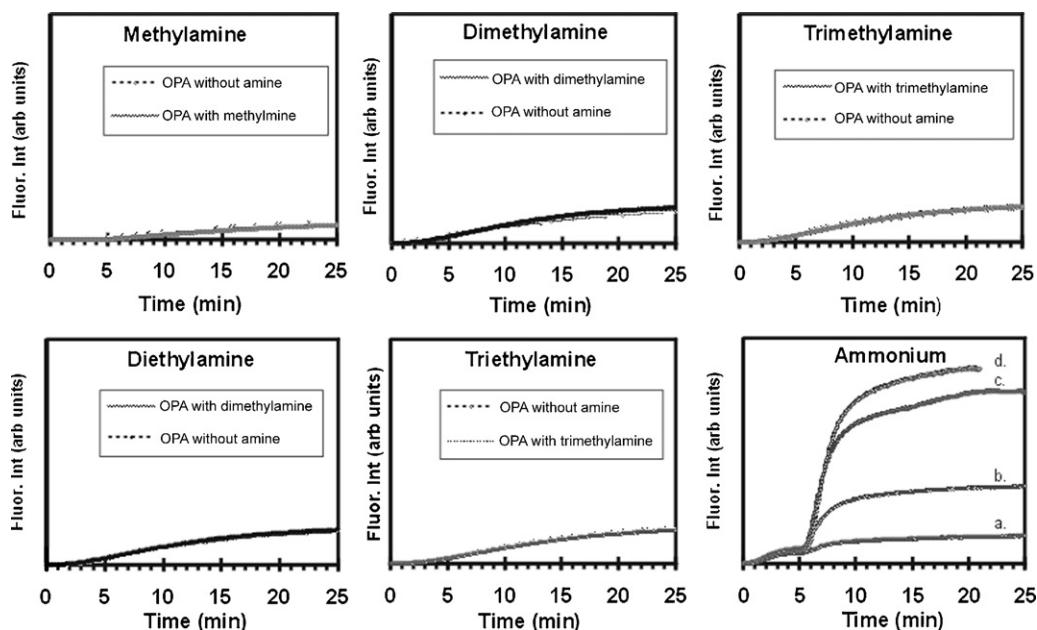 Methylamine
OPA without amine
OPA with methylmine
Fluor. Int (arb units)
0 5 10 15 20 25
Time (min)
Dimethylamine
OPA with dimethylamine
OPA without amine
Fluor. Int (arb units)
0 5 10 15 20 25
Time (min)
Trimethylamine
OPA with trimethylamine
OPA without amine
Fluor. Int (arb units)
0 5 10 15 20 25
Time (min)
Diethylamine
OPA with dimethylamine
OPA without amine
Fluor. Int (arb units)
0 5 10 15 20 25
Time (min)
Triethylamine
OPA without amine
OPA with trimethylamine
Fluor. Int (arb units)
0 5 10 15 20 25
Time (min)
Ammonium
d.
c.
b.
a.
Fluor. Int (arb units)
0 5 10 15 20 25
Time (min)